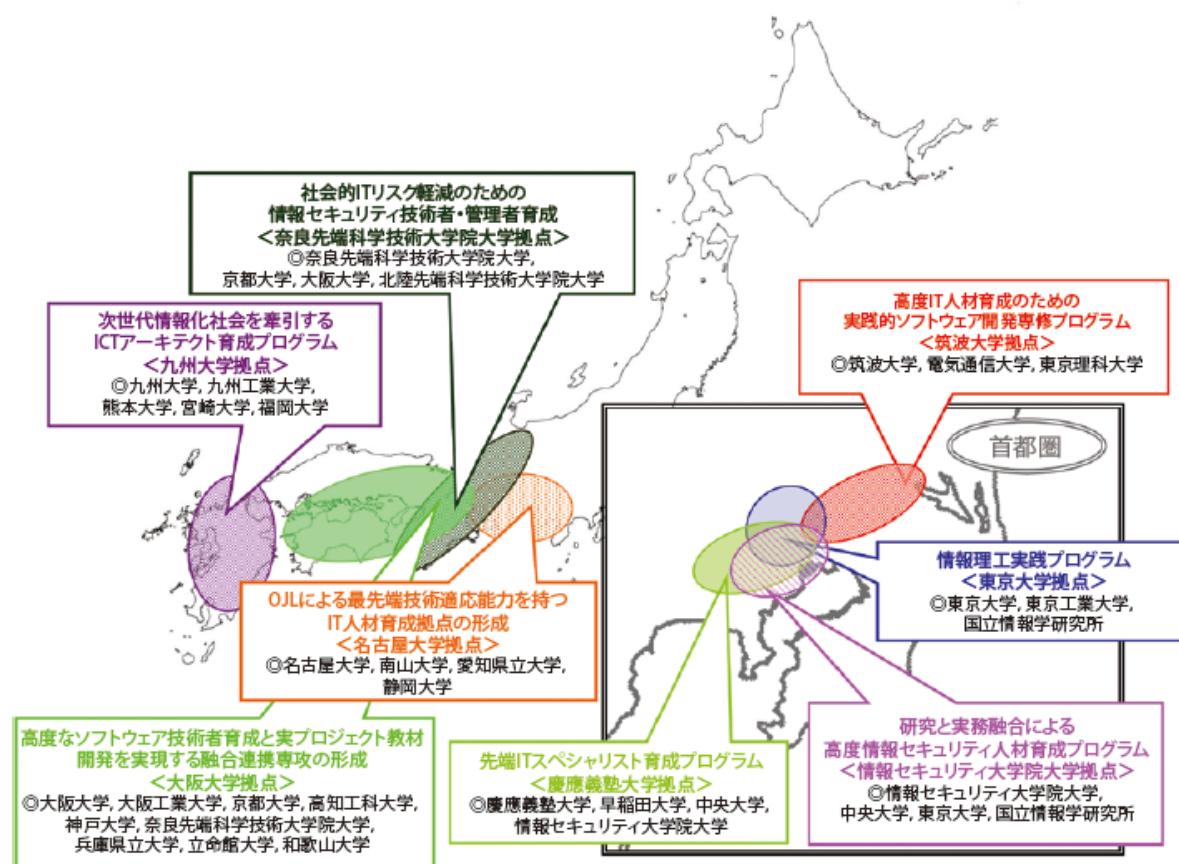 社会的ITリスク軽減のための
情報セキュリティ技術者・管理者育成
<奈良先端科学技術大学院大学拠点>
◎奈良先端科学技術大学院大学,
京都大学, 大阪大学, 北陸先端科学技術大学院大学
次世代情報化社会を牽引する
ICTアーキテクト育成プログラム
<九州大学拠点>
◎九州大学, 九州工業大学,
熊本大学, 宮崎大学, 福岡大学
高度IT人材育成のための
実践的ソフトウェア開発専修プログラム
<筑波大学拠点>
◎筑波大学, 電気通信大学, 東京理科大学
首都圏
情報理工実践プログラム
<東京大学拠点>
◎東京大学, 東京工業大学,
国立情報学研究所
OJLによる最先端技術適応能力を持つ
IT人材育成拠点の形成
<名古屋大学拠点>
◎名古屋大学, 南山大学, 愛知県立大学,
静岡大学
高度なソフトウェア技術者育成と実プロジェクト教材
開発を実現する融合連携専攻の形成
<大阪大学拠点>
◎大阪大学, 大阪工業大学, 京都大学, 高知工科大学,
神戸大学, 奈良先端科学技術大学院大学,
兵庫県立大学, 立命館大学, 和歌山大学
先端ITスペシャリスト育成プログラム
<慶應義塾大学拠点>
◎慶應義塾大学, 早稲田大学, 中央大学,
情報セキュリティ大学院大学
研究と実務融合による
高度情報セキュリティ人材育成プログラム
<情報セキュリティ大学院大学拠点>
◎情報セキュリティ大学院大学,
中央大学, 東京大学, 国立情報学研究所